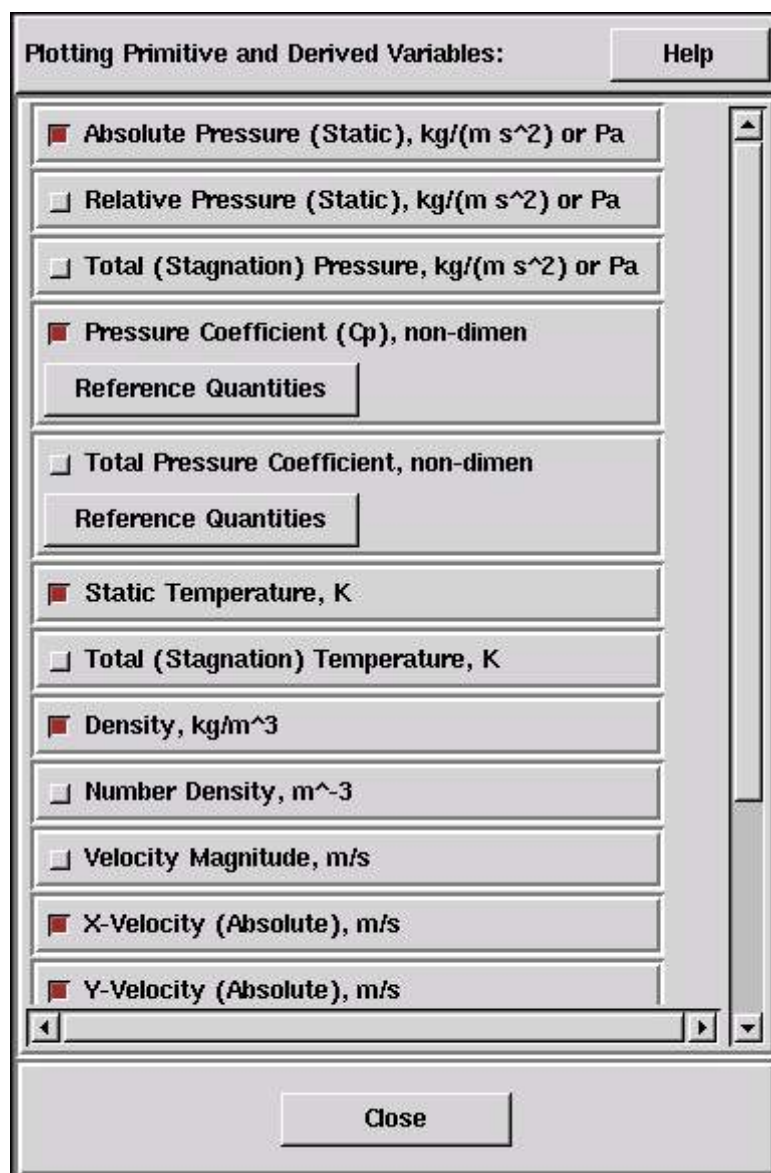 Plotting Primitive and Derived Variables:
Help
Absolute Pressure (Static), kg/(m s^2) or Pa
Relative Pressure (Static), kg/(m s^2) or Pa
Total (Stagnation) Pressure, kg/(m s^2) or Pa
Pressure Coefficient (Cp), non-dimen
Reference Quantities
Total Pressure Coefficient, non-dimen
Reference Quantities
Static Temperature, K
Total (Stagnation) Temperature, K
Density, kg/m^3
Number Density, m^-3
Velocity Magnitude, m/s
X-Velocity (Absolute), m/s
Y-Velocity (Absolute), m/s
Close